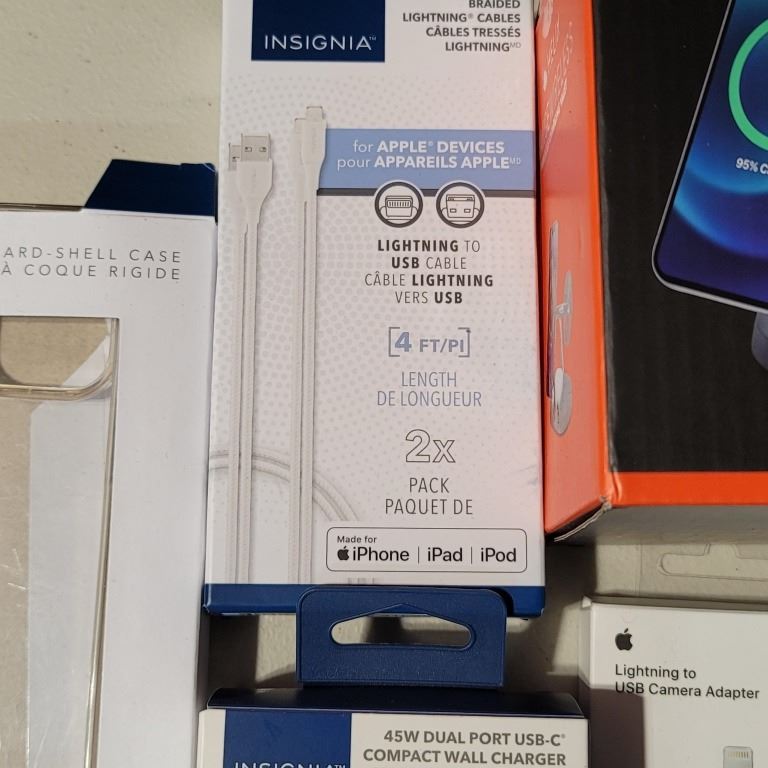 BRAIDED
LIGHTNING® CABLES
CÂBLES TRESSÉS
LIGHTNINGᴹᴰ
INSIGNIA™
for APPLE® DEVICES
pour APPAREILS APPLEᴹᴰ
LIGHTNING TO
USB CABLE
CÂBLE LIGHTNING
VERS USB
[4 FT/PI]
LENGTH
DE LONGUEUR
2x
PACK
PAQUET DE
Made for
iPhone | iPad | iPod
ARD-SHELL CASE
À COQUE RIGIDE
95%
Lightning to
USB Camera Adapter
45W DUAL PORT USB-C®
COMPACT WALL CHARGER
INSIGNIA™